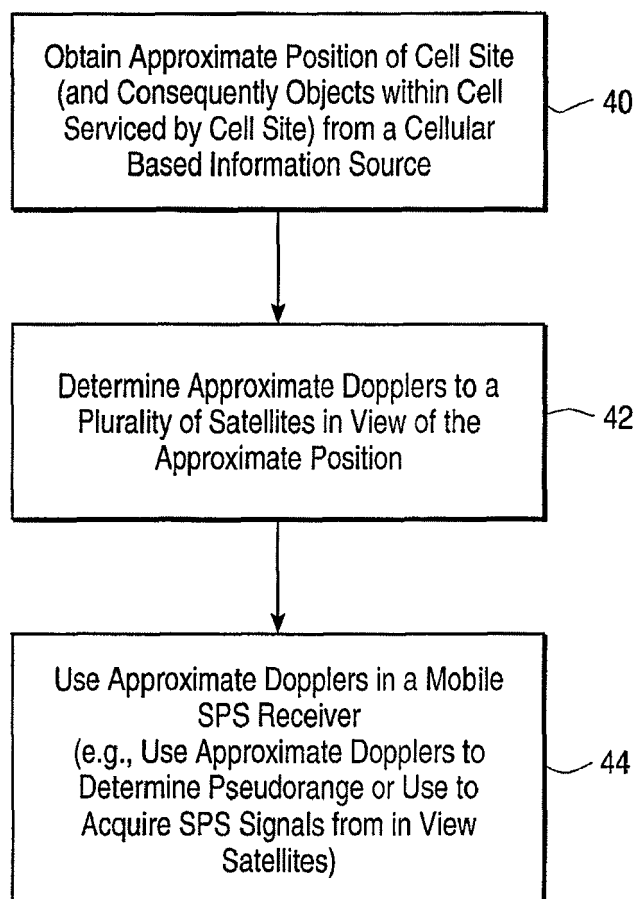 Obtain Approximate Position of Cell Site
(and Consequently Objects within Cell
Serviced by Cell Site) from a Cellular
Based Information Source
40
Determine Approximate Dopplers to a
Plurality of Satellites in View of the
Approximate Position
42
Use Approximate Dopplers in a Mobile
SPS Receiver
(e.g., Use Approximate Dopplers to
Determine Pseudorange or Use to
Acquire SPS Signals from in View
Satellites)
44